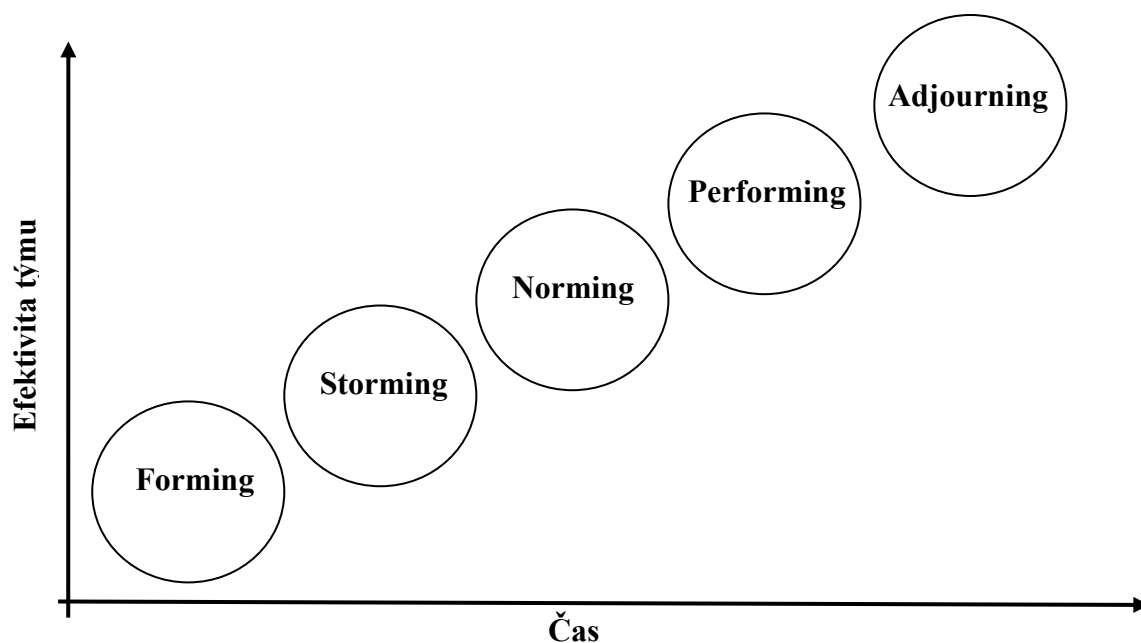 Adjourning
Performing
Norming
Storming
Forming
Efektivita týmu
Čas